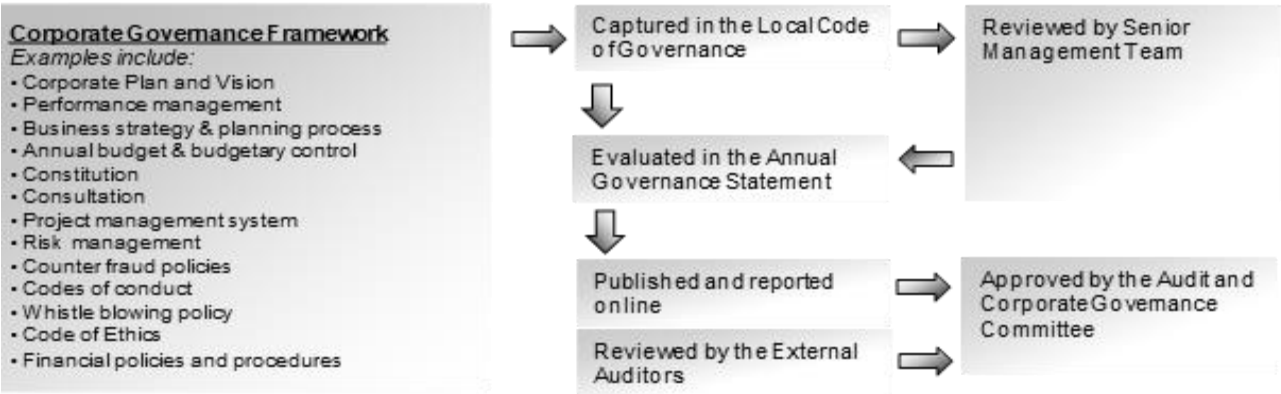 Corporate Governance Framework
Examples include:
• Corporate Plan and Vision
• Performance management
• Business strategy & planning process
• Annual budget & budgetary control
• Constitution
• Consultation
• Project management system
• Risk management
• Counter fraud policies
• Codes of conduct
• Whistle blowing policy
• Code of Ethics
• Financial policies and procedures
Captured in the Local Code
of Governance
Reviewed by Senior
Management Team
Evaluated in the Annual
Governance Statement
Published and reported
online
Approved by the Audit and
Corporate Governance
Committee
Reviewed by the External
Auditors